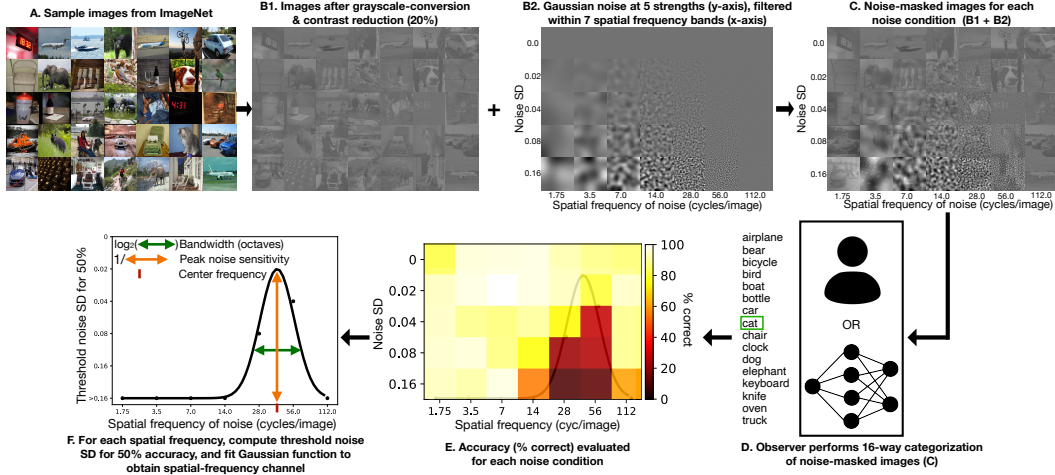 A. Sample images from ImageNet
B1. Images after grayscale-conversion
& contrast reduction (20%)
B2. Gaussian noise at 5 strengths (y-axis), filtered
within 7 spatial frequency bands (x-axis)
C. Noise-masked images for each
noise condition (B1 + B2)
+
Noise SD
0.0
0.02
0.04
0.08
0.16
1.75 3.5 7.0 14.0 28.0 56.0 112.0
Spatial frequency of noise (cycles/image)
Noise SD
0.0
0.02
0.04
0.08
0.16
1.75 3.5 7.0 14.0 28.0 56.0 112.0
Spatial frequency of noise (cycles/image)
4:31
airplane
bear
bicycle
bird
boat
bottle
car
cat
chair
clock
dog
elephant
keyboard
knife
oven
truck
OR
D. Observer performs 16-way categorization
of noise-masked images (C)
Noise SD
0
0.02
0.04
0.08
0.16
1.75 3.5 7 14 28 56 112
Spatial frequency (cyc/image)
100
80
60
40
20
0
% correct
E. Accuracy (% correct) evaluated
for each noise condition
Threshold noise SD for 50%
0
0.02
0.04
0.08
>0.16
log₂( )Bandwidth (octaves)
1/ Peak noise sensitivity
Center frequency
1.75 3.5 7.0 14.0 28.0 56.0 112.0
Spatial frequency of noise (cycles/image)
F. For each spatial frequency, compute threshold noise
SD for 50% accuracy, and fit Gaussian function to
obtain spatial-frequency channel